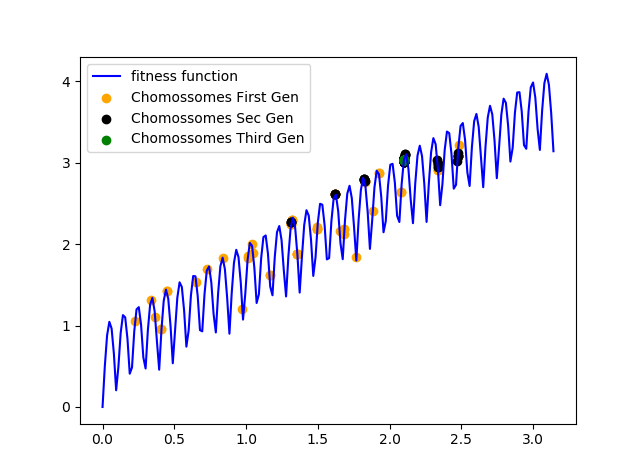 fitness function
Chomossomes First Gen
Chomossomes Sec Gen
Chomossomes Third Gen
4
3
2
1
0
0.0 0.5 1.0 1.5 2.0 2.5 3.0